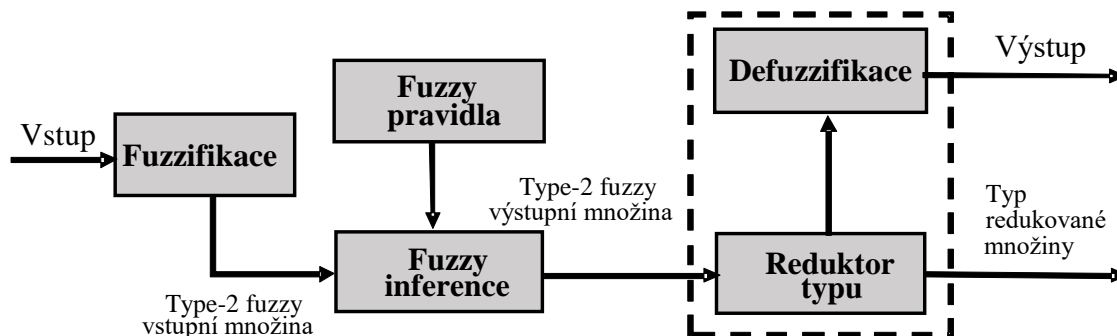 Vstup
Fuzzifikace
Type-2 fuzzy
vstupní množina
Fuzzy
pravidla
Fuzzy
inference
Type-2 fuzzy
výstupní množina
Defuzzifikace
Reduktor
typu
Výstup
Typ
redukované
množiny